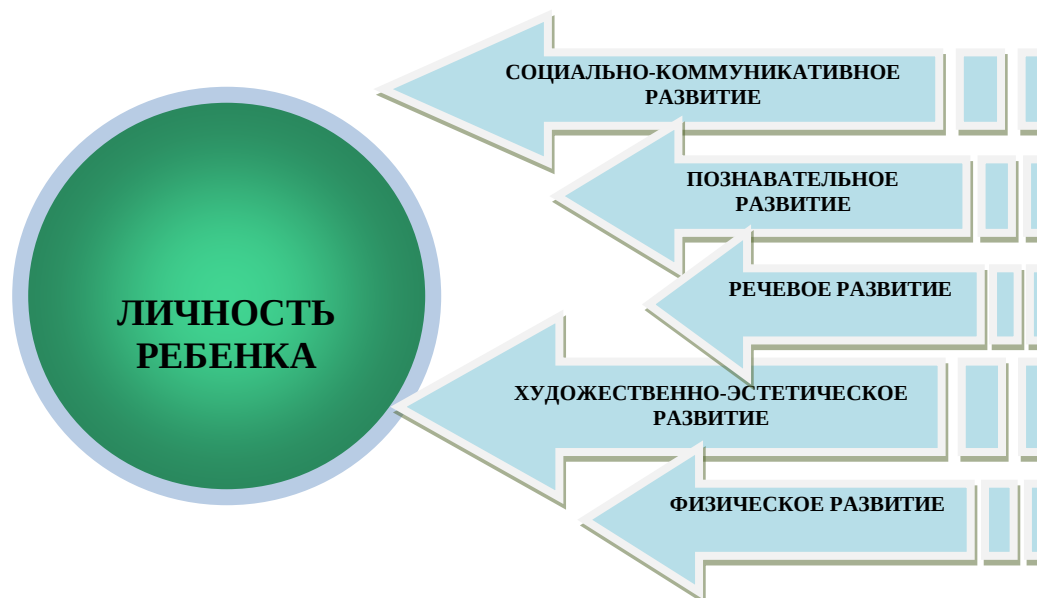 СОЦИАЛЬНО-КОММУНИКАТИВНОЕ
РАЗВИТИЕ
ПОЗНАВАТЕЛЬНОЕ
РАЗВИТИЕ
РЕЧЕВОЕ РАЗВИТИЕ
ЛИЧНОСТЬ
РЕБЕНКА
ХУДОЖЕСТВЕННО-ЭСТЕТИЧЕСКОЕ
РАЗВИТИЕ
ФИЗИЧЕСКОЕ РАЗВИТИЕ